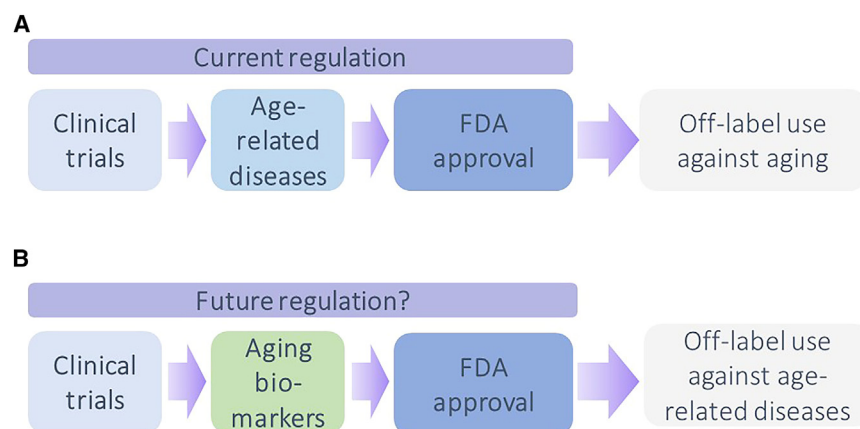 A
Current regulation
Clinical
trials
Age-
related
diseases
FDA
approval
Off-label use
against aging
B
Future regulation?
Clinical
trials
Aging
bio-
markers
FDA
approval
Off-label use
against age-
related diseases